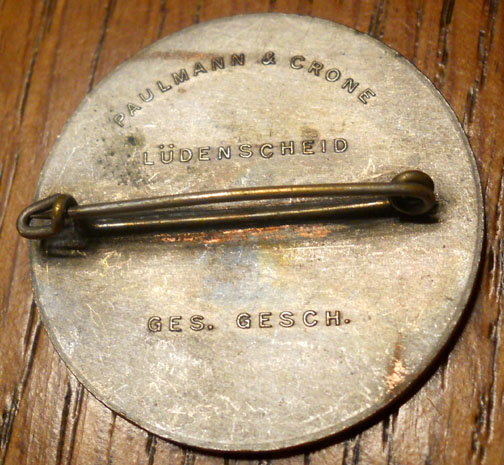 PAULMANN & CRONE
LÜDENSCHEID
GES. GESCH.